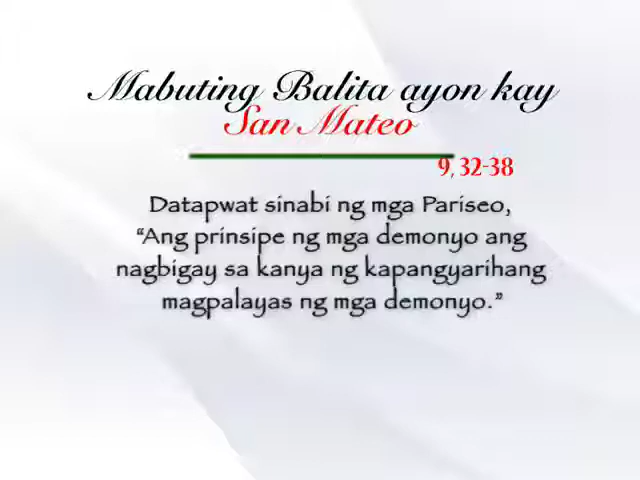 Mabuting Balita ayon kay
San Mateo
9, 32-38
Datapwat sinabi ng mga Pariseo,
“Ang prinsipe ng mga demonyo ang
nagbigay sa kanya ng kapangyarihang
magpalayas ng mga demonyo.”